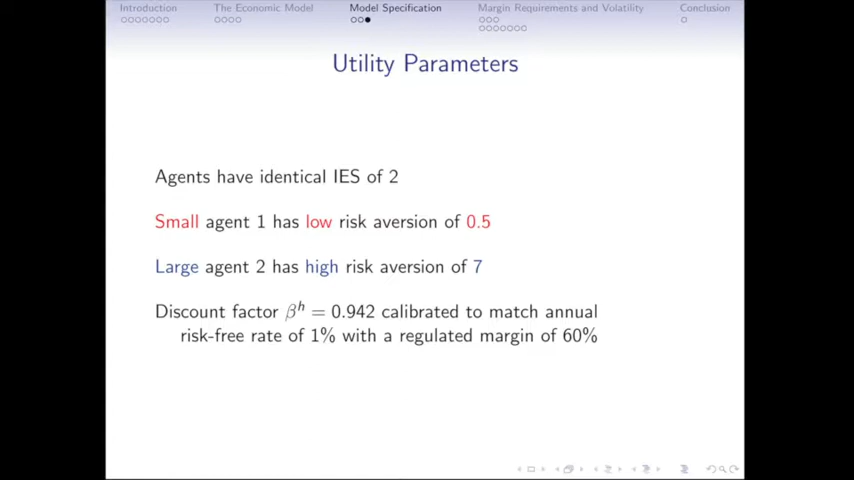 Introduction The Economic Model Model Specification Margin Requirements and Volatility Conclusion
Utility Parameters
Agents have identical IES of 2
Small agent 1 has low risk aversion of 0.5
Large agent 2 has high risk aversion of 7
Discount factor βʰ = 0.942 calibrated to match annual
risk-free rate of 1% with a regulated margin of 60%